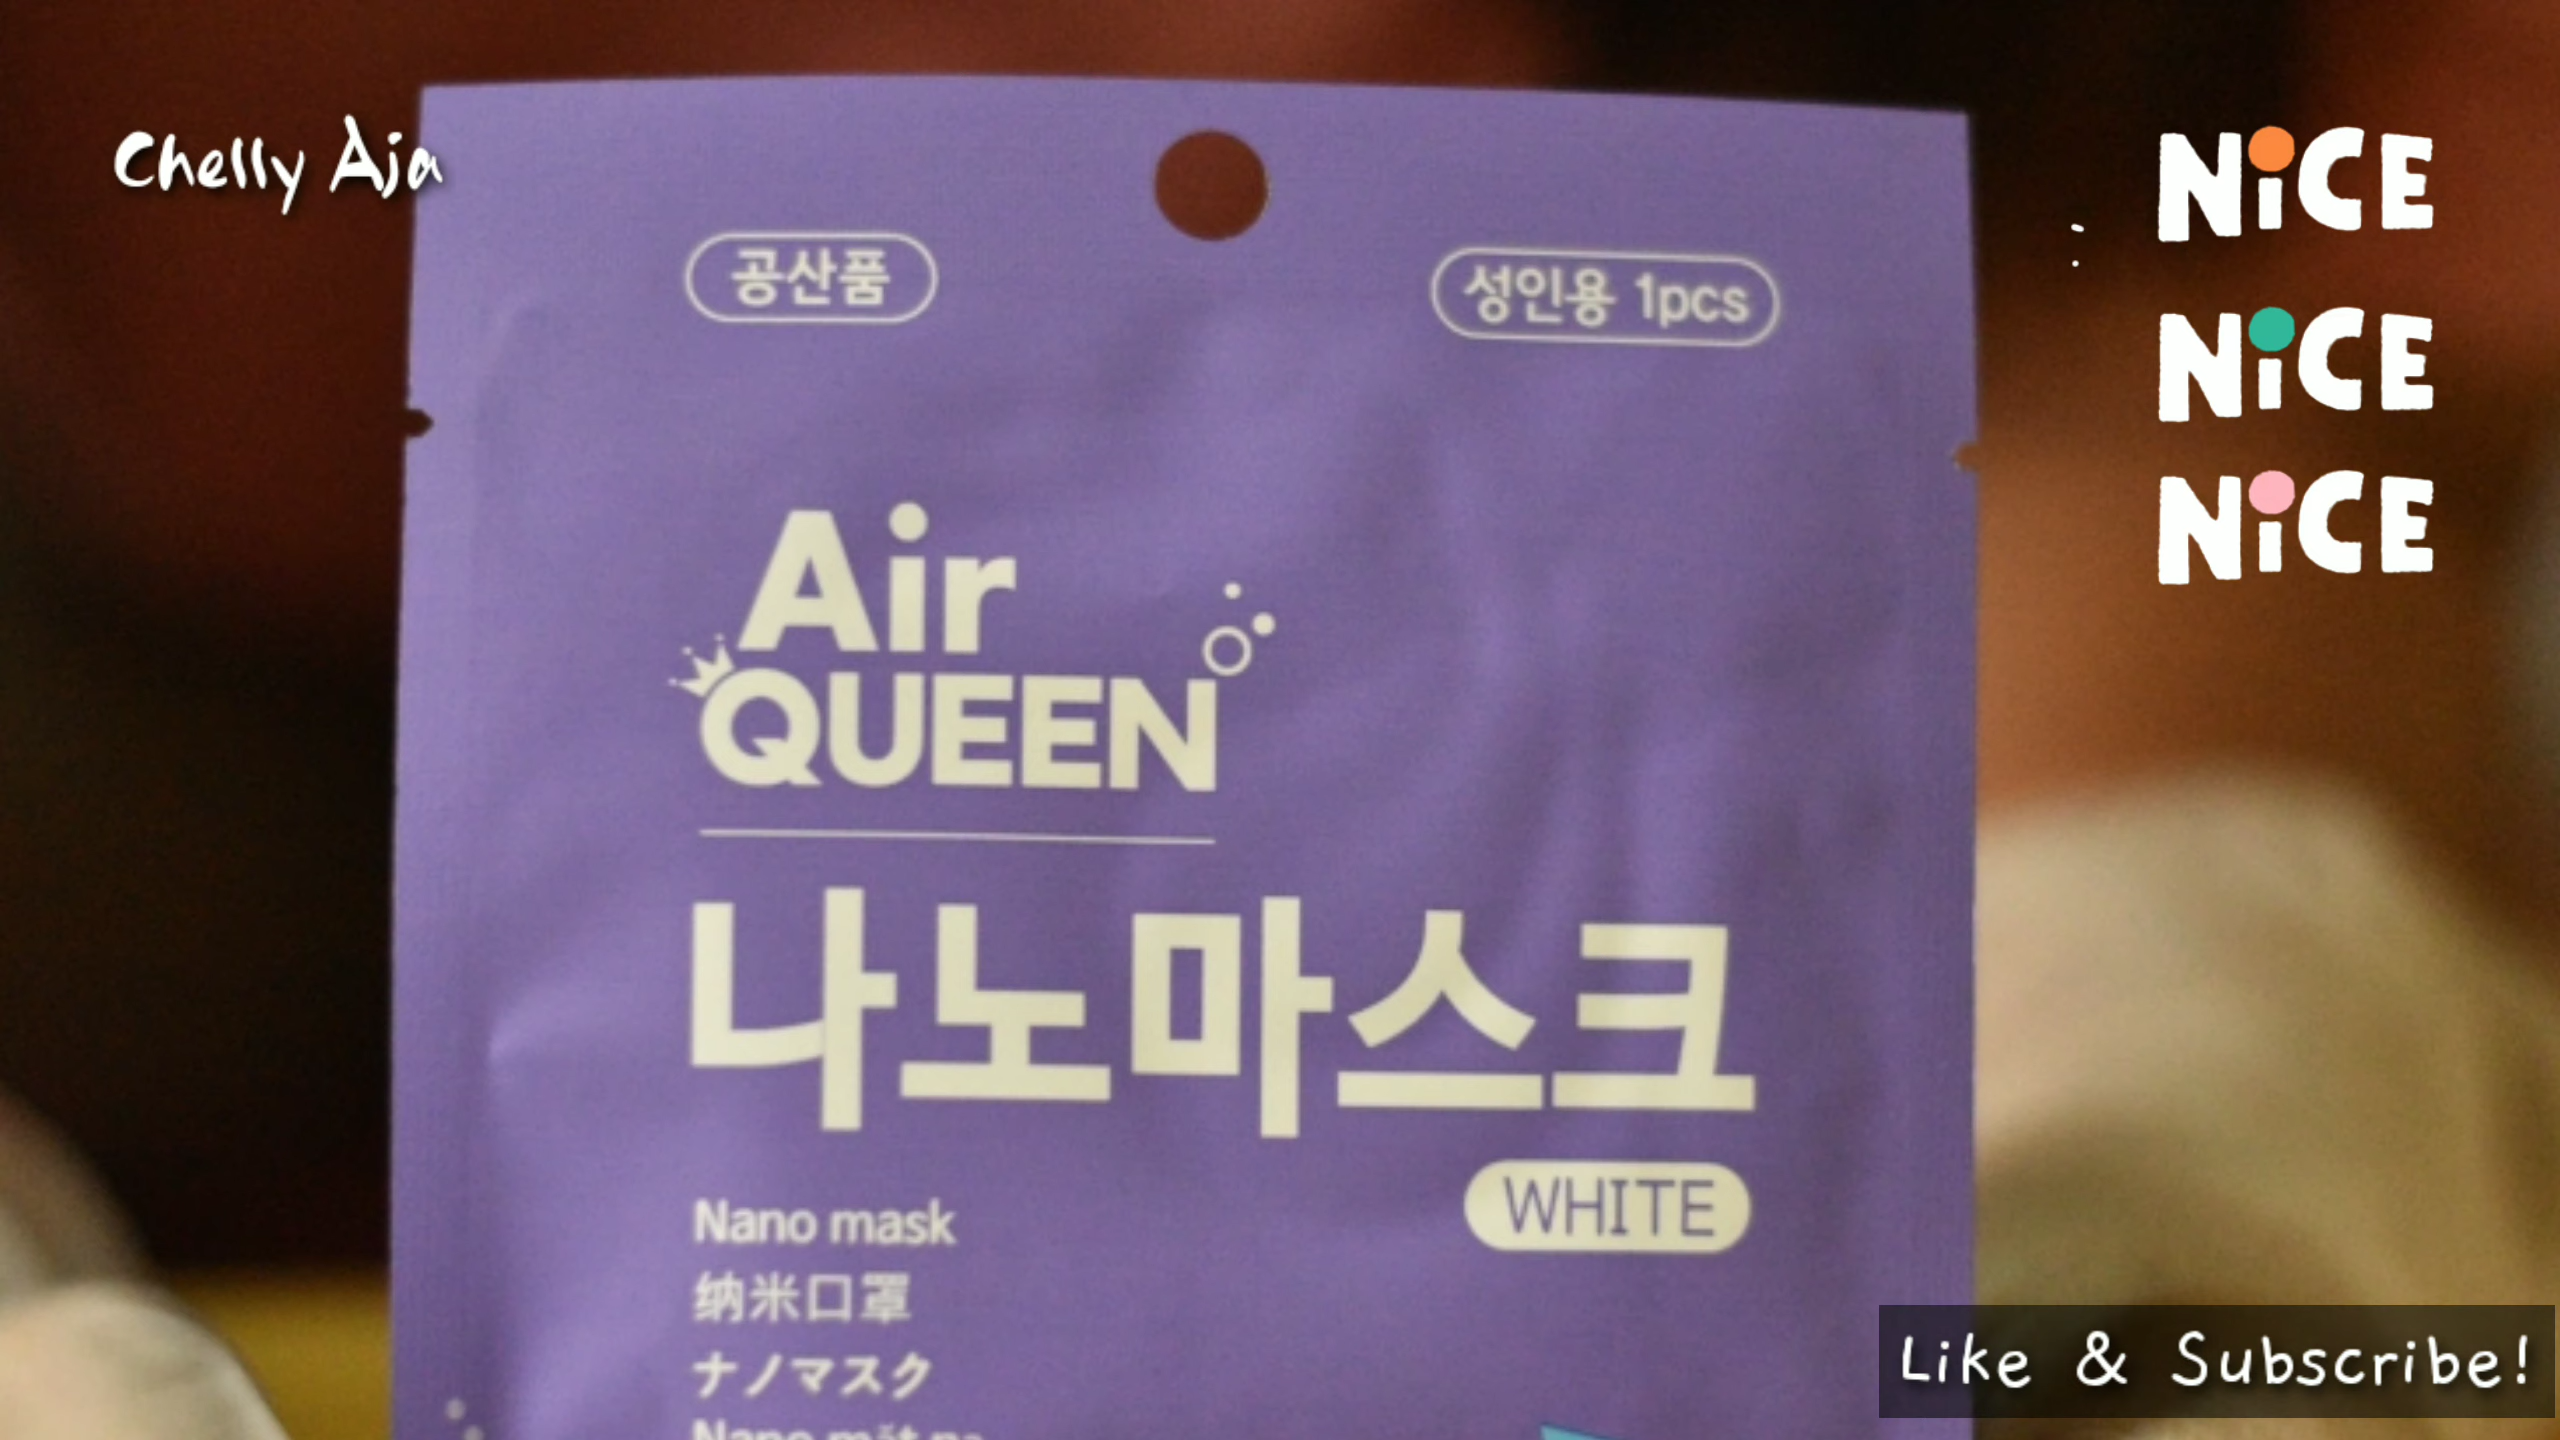 Chelly Aja
NiCE
NiCE
NiCE
공산품
성인용 1pcs
Air
QUEEN
나노마스크
WHITE
Nano mask
纳米口罩
ナノマスク
Nano
Like & Subscribe!